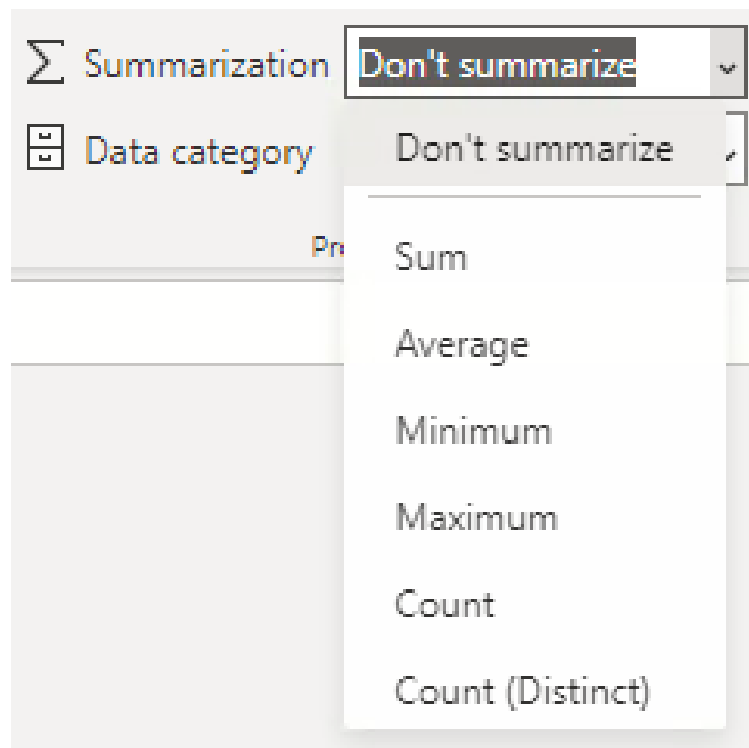 Summarization Don't summarize
Data category
Don't summarize
Sum
Average
Minimum
Maximum
Count
Count (Distinct)